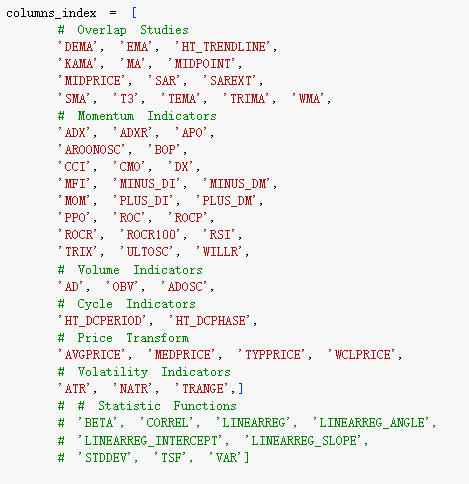 columns_index = [
# Overlap Studies
'DEMA', 'EMA', 'HT_TRENDLINE',
'KAMA', 'MA', 'MIDPOINT',
'MIDPRICE', 'SAR', 'SAREXT',
'SMA', 'T3', 'TEMA', 'TRIMA', 'WMA',
# Momentum Indicators
'ADX', 'ADXR', 'APO',
'AROONOSC', 'BOP',
'CCI', 'CMO', 'DX',
'MFI', 'MINUS_DI', 'MINUS_DM',
'MOM', 'PLUS_DI', 'PLUS_DM',
'PPO', 'ROC', 'ROCP',
'ROCR', 'ROCR100', 'RSI',
'TRIX', 'ULTOSC', 'WILLR',
# Volume Indicators
'AD', 'OBV', 'ADOSC',
# Cycle Indicators
'HT_DCPERIOD', 'HT_DCPHASE',
# Price Transform
'AVGPRICE', 'MEDPRICE', 'TYPPRICE', 'WCLPRICE',
# Volatility Indicators
'ATR', 'NATR', 'TRANGE',]
# # Statistic Functions
# 'BETA', 'CORREL', 'LINEARREG', 'LINEARREG_ANGLE',
# 'LINEARREG_INTERCEPT', 'LINEARREG_SLOPE',
# 'STDDEV', 'TSF', 'VAR']